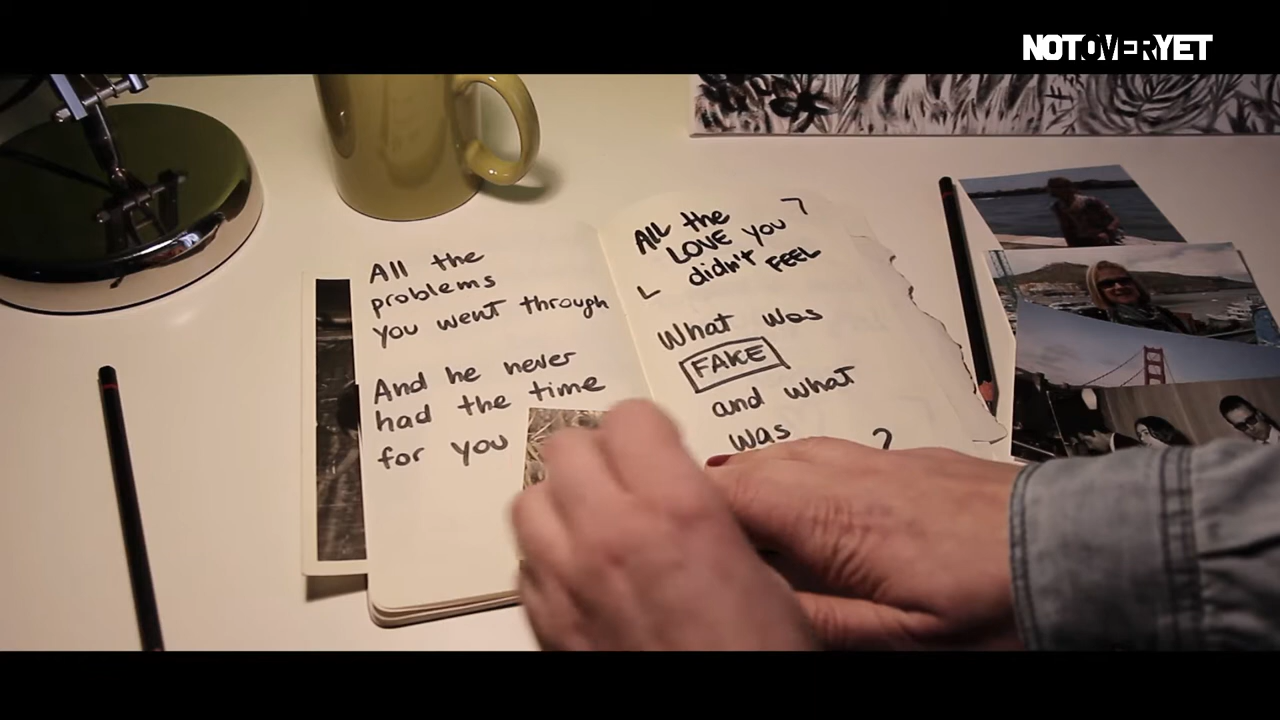 NOTOVERYET
All the
problems
you went through
And he never
had the time
for you
All the
LOVE you
didn't FEEL
What was
FAKE
and what
was ?